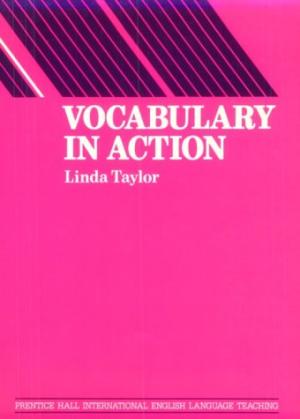 VOCABULARY
IN ACTION
Linda Taylor
PRENTICE HALL INTERNATIONAL ENGLISH LANGUAGE TEACHING